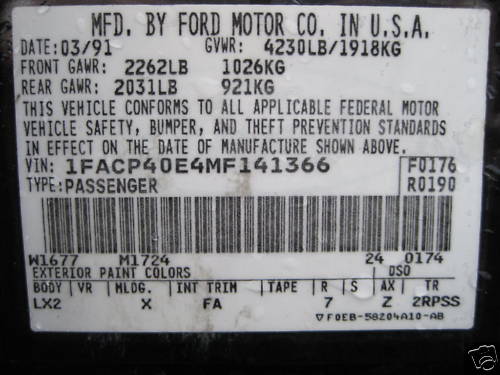 MFD. BY FORD MOTOR CO. IN U.S.A.
DATE: 03/91 GVWR: 4230LB/1918KG
FRONT GAWR: 2262LB 1026KG
REAR GAWR: 2031LB 921KG
THIS VEHICLE CONFORMS TO ALL APPLICABLE FEDERAL MOTOR
VEHICLE SAFETY, BUMPER, AND THEFT PREVENTION STANDARDS
IN EFFECT ON THE DATE OF MANUFACTURE SHOWN ABOVE.
VIN: 1FACP40E4MF141366 F0176
TYPE: PASSENGER R0190
W1677 M1724 24 0174
EXTERIOR PAINT COLORS DSO
BODY VR MLDG. INT TRIM TAPE R S AX TR
LX2 X FA 7 Z 2RPSS
▽F0EB-58204A10-AB